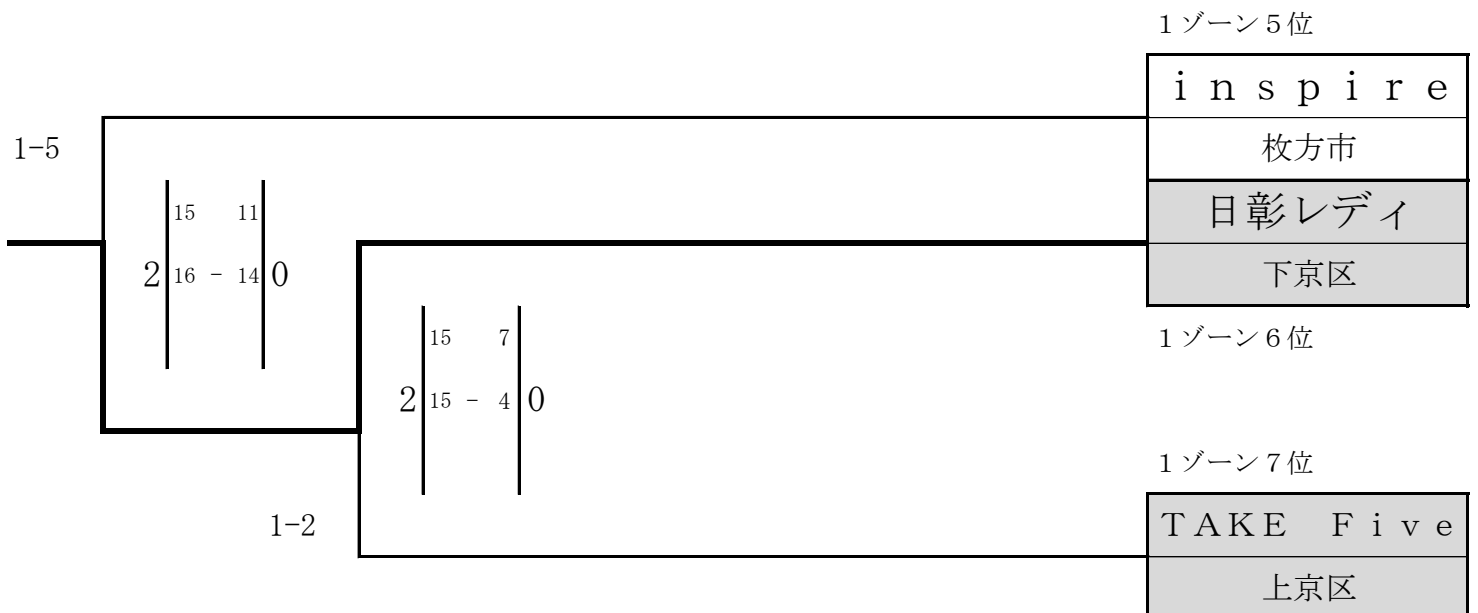 １ゾーン５位
ｉｎｓｐｉｒｅ
枚方市
1-5
日彰レディ
下京区
15 11
2 16 - 14 0
１ゾーン６位
15 7
2 15 - 4 0
１ゾーン７位
1-2
ＴＡＫＥ　Ｆｉｖｅ
上京区